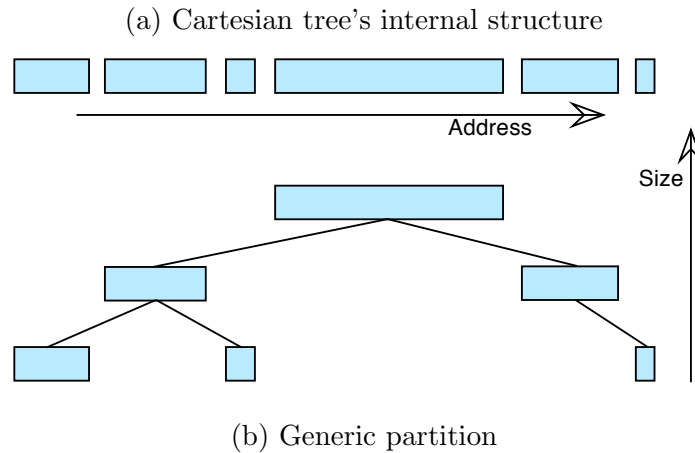 (a) Cartesian tree's internal structure
Address
Size
(b) Generic partition